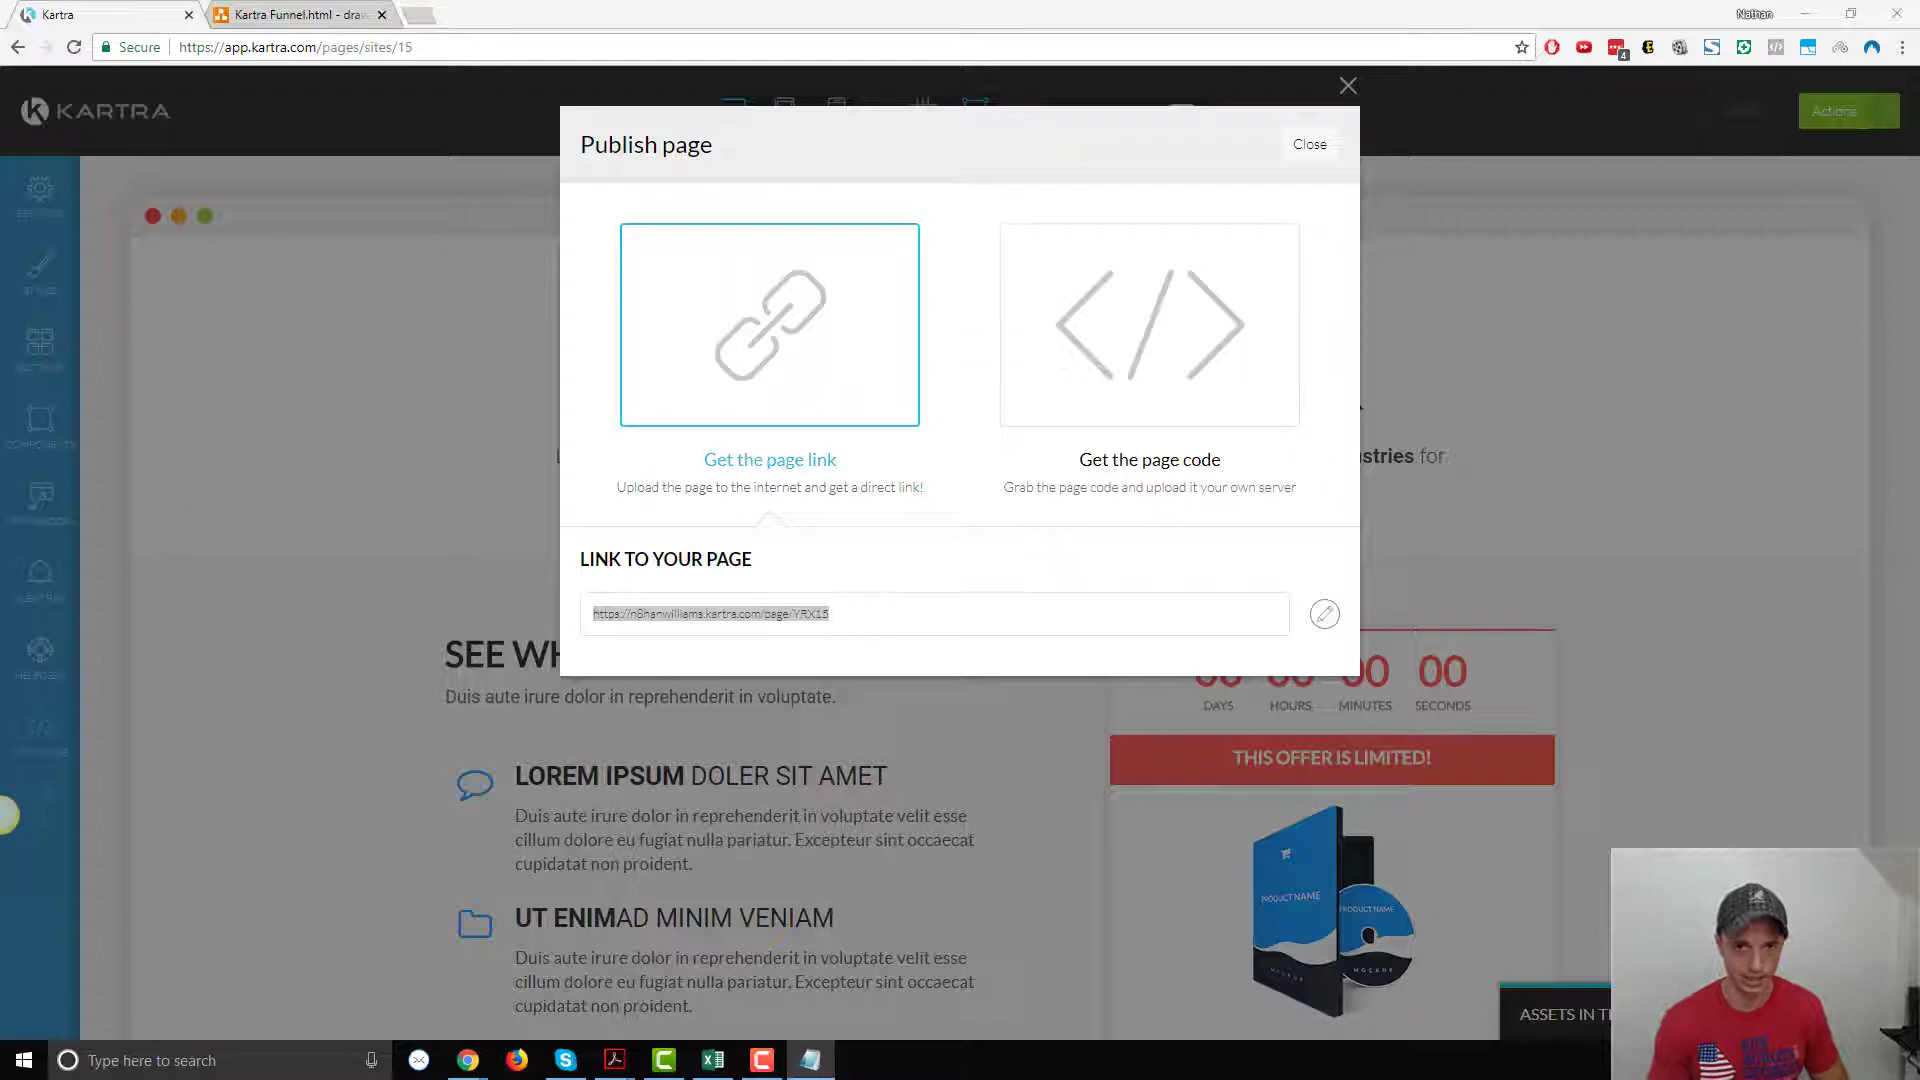 Kartra
Kartra Funnel.html - draw
Nathan
Secure
https://app.kartra.com/pages/sites/15
4
KARTRA
Actions
Publish page
Close
Get the page link
Upload the page to the internet and get a direct link!
Get the page code
Grab the page code and upload it your own server
LINK TO YOUR PAGE
https://n8hanwilliams.kartra.com/page/YRX15
stries for
SEE WH
Duis aute irure dolor in reprehenderit in voluptate.
00 00 00 00
DAYS HOURS MINUTES SECONDS
THIS OFFER IS LIMITED!
LOREM IPSUM DOLER SIT AMET
Duis aute irure dolor in reprehenderit in voluptate velit esse
cillum dolore eu fugiat nulla pariatur. Excepteur sint occaecat
cupidatat non proident.
UT ENIMAD MINIM VENIAM
Duis aute irure dolor in reprehenderit in voluptate velit esse
cillum dolore eu fugiat nulla pariatur. Excepteur sint occaecat
cupidatat non proident.
PRODUCT NAME
PRODUCT NAME
MOCKUP
MOCKUP
ASSETS IN T
Type here to search